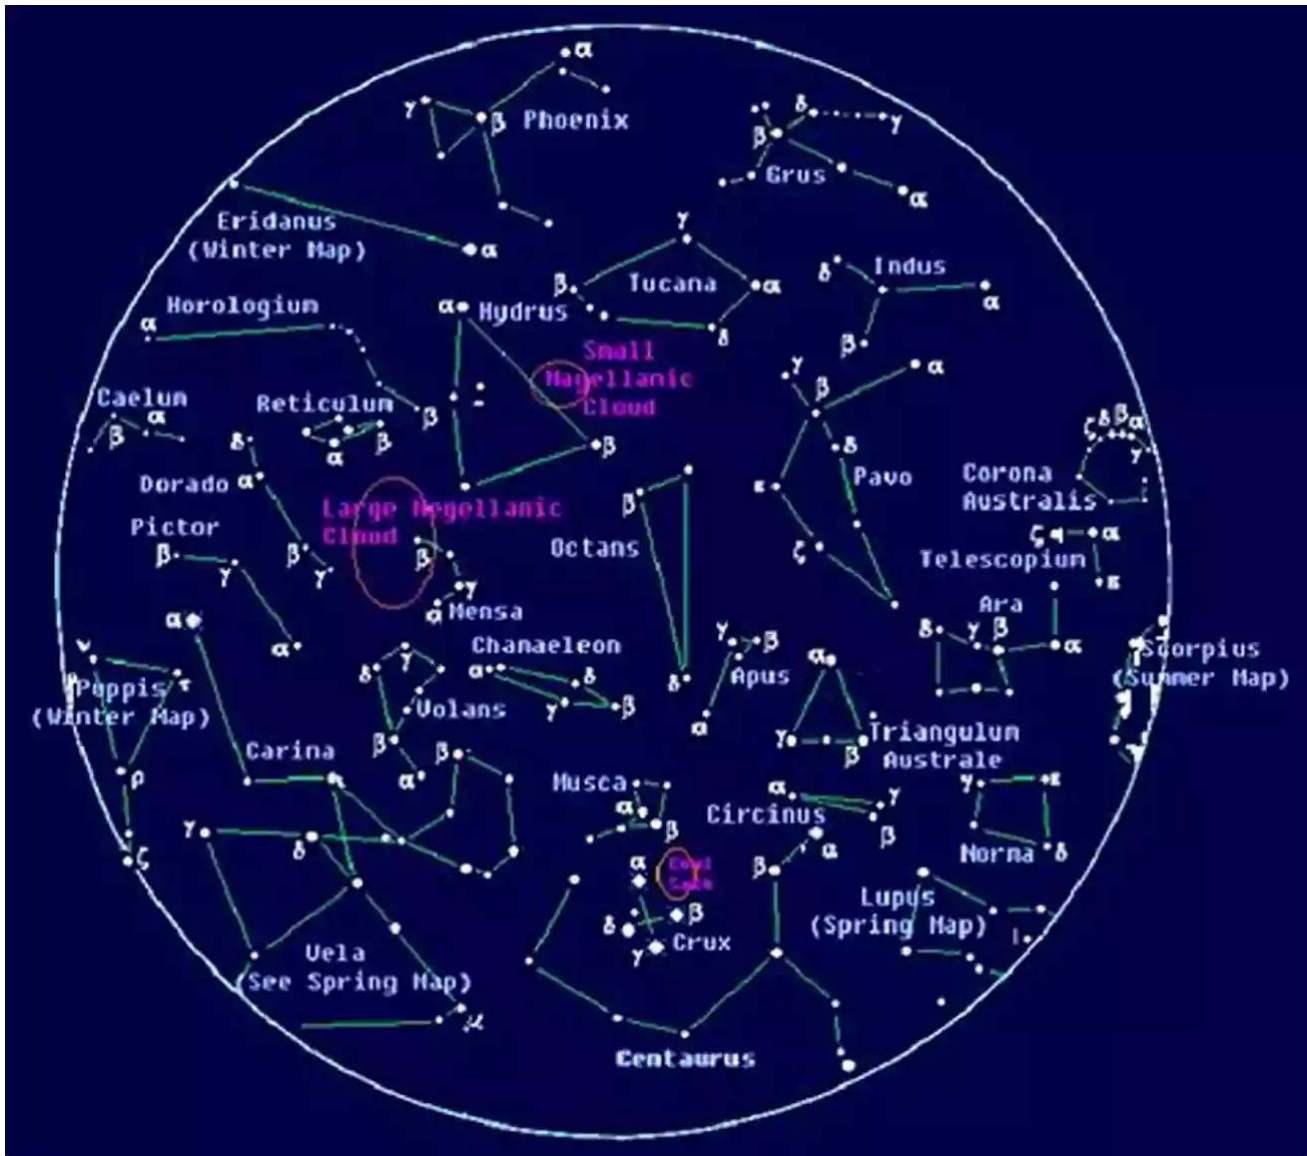 α
γ
β
Phoenix
δ
β
γ
Grus
α
Eridanus
(Winter Map)
α
γ
β
Tucana
α
δ
δ
Indus
α
β
Horologium
α
β
α
Hydrus
β
Small
Magellanic
Cloud
Caelum
α
β
Reticulum
β
α
γ
β
α
δ
Pavo
ε
ζ
ζ
δ
β
α
γ
Corona
Australis
δ
Dorado
α
β
γ
Large Megellanic
Cloud
Pictor
β
γ
α
β
γ
α
Mensa
β
Octans
δ
ζ
α
Telescopium
ε
Ara
δ
γ
β
α
Scorpius
(Summer Map)
α
ν
Puppis
τ
(Winter Map)
ρ
ζ
γ
δ
Volans
β
α
Chamaeleon
α
δ
γ
β
γ
β
Apus
α
α
γ
β
Triangulum
Australe
Carina
β
γ
δ
Musca
α
β
α
Circinus
γ
β
γ
ε
Norma
δ
α
β
α
β
δ
γ
Crux
Lupus
(Spring Map)
Vela
(See Spring Map)
μ
Centaurus